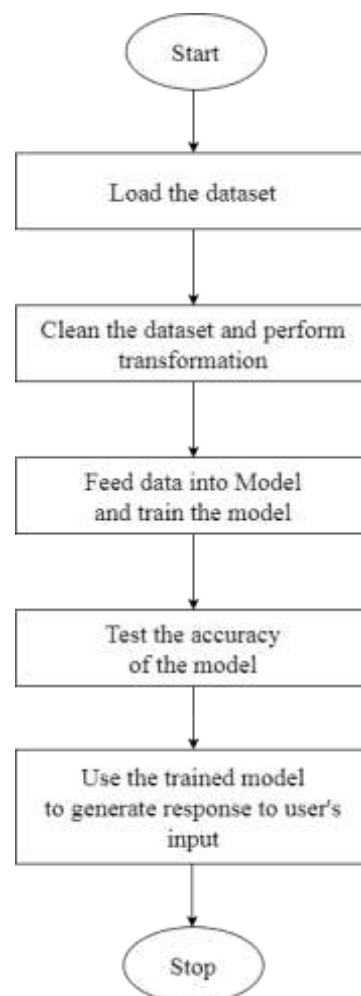 Start
Load the dataset
Clean the dataset and perform
transformation
Feed data into Model
and train the model
Test the accuracy
of the model
Use the trained model
to generate response to user's
input
Stop